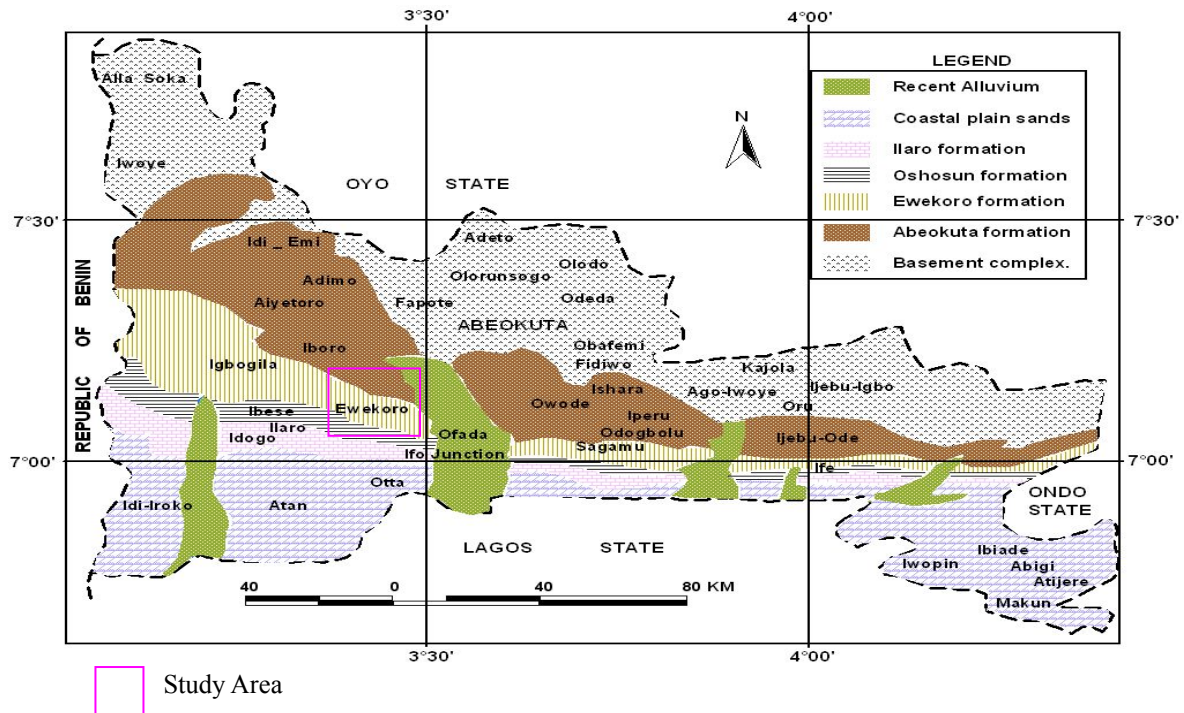 3°30'
4°00'
LEGEND
Alla Soka
Recent Alluvium
Coastal plain sands
N
Ilaro formation
Iwoye
Oshosun formation
OYO STATE
Ewekoro formation
7°30'
7°30'
Abeokuta formation
Idi _ Emi
Adeto
Basement complex.
Olodo
Adimo
Olorunsogo
REPUBLIC OF BENIN
Aiyetoro
Fapote
Odeda
ABEOKUTA
Iboro
Obafemi
Igbogila
Fidiwo
Kajola
Ishara
Ago-Iwoye
Ijebu-Igbo
Ibese
Ewekoro
Owode
Oru
Iperu
Ilaro
Odogbolu
Idogo
Ofada
Ijebu-Ode
Sagamu
7°00'
Ifo Junction
Ife
7°00'
Otta
Idi-Iroko
Atan
ONDO
STATE
LAGOS STATE
Ibiade
Iwopin
Abigi
Atijere
40 0 40 80 KM
Makun
3°30'
4°00'
Study Area